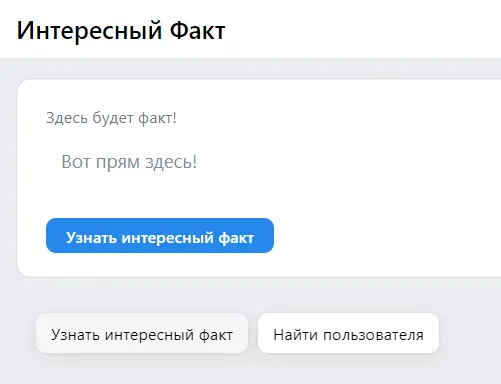 Интересный Факт
Здесь будет факт!
Вот прям здесь!
Узнать интересный факт
Узнать интересный факт
Найти пользователя